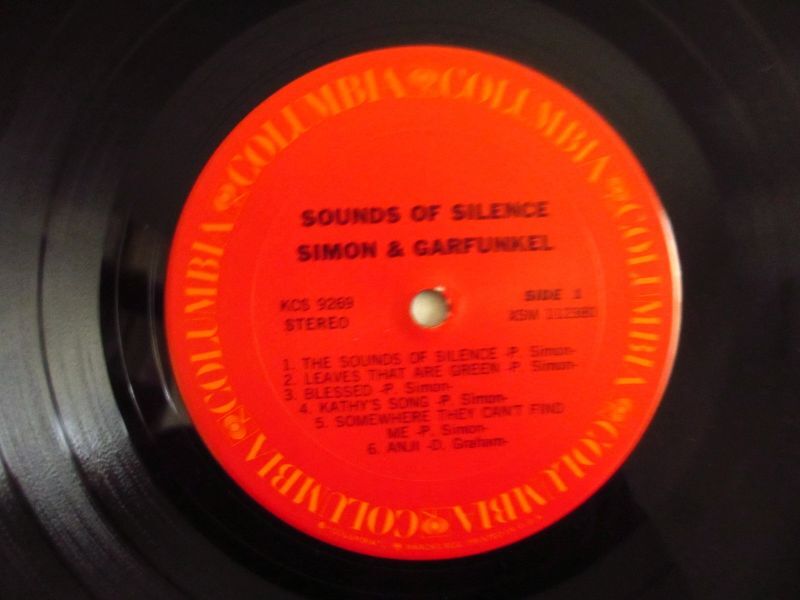 COLUMBIA COLUMBIA COLUMBIA COLUMBIA COLUMBIA COLUMBIA
SOUNDS OF SILENCE
SIMON & GARFUNKEL
KCS 9269
STEREO
SIDE 1
1. THE SOUNDS OF SILENCE -P. Simon-
2. LEAVES THAT ARE GREEN -P. Simon-
3. BLESSED -P. Simon-
4. KATHY'S SONG -P. Simon-
5. SOMEWHERE THEY CAN'T FIND
ME -P. Simon-
6. ANJI -D. Graham-